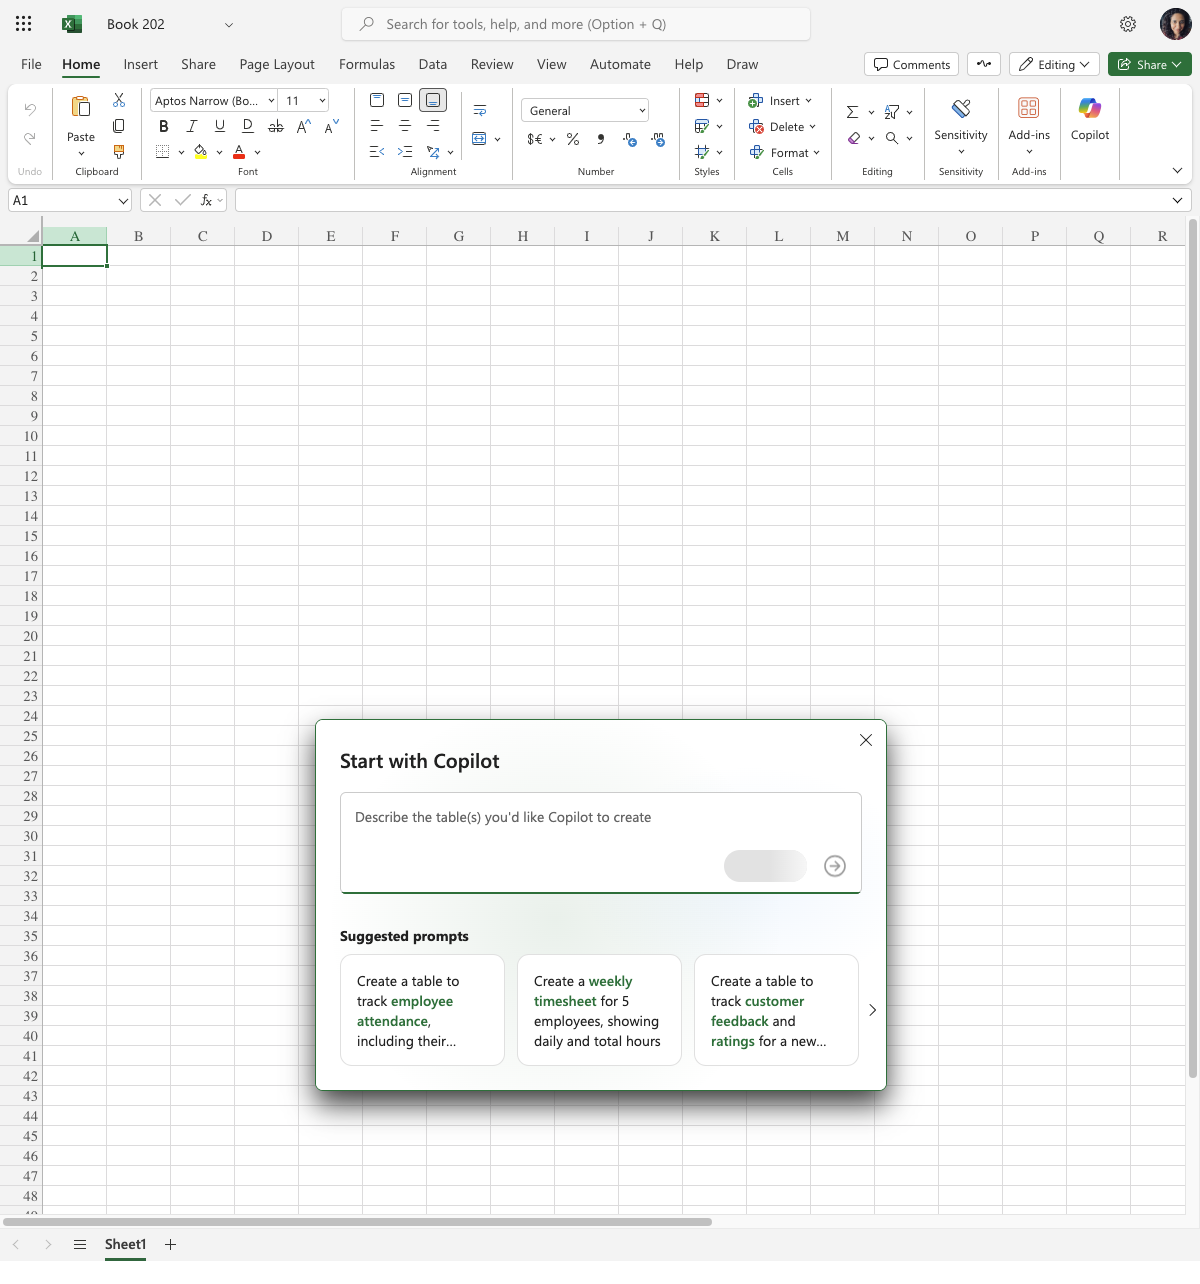 Book 202
Search for tools, help, and more (Option + Q)
File Home Insert Share Page Layout Formulas Data Review View Automate Help Draw
Comments Editing Share
Undo
Paste
Clipboard
Aptos Narrow (Bo... 11
B I U D ab A A
A
Font
Alignment
General
$€ % 9
Number
Styles
Insert
Delete
Format
Cells
Editing
Sensitivity
Sensitivity
Add-ins
Add-ins
Copilot
A1
fx
A B C D E F G H I J K L M N O P Q R
1
2
3
4
5
6
7
8
9
10
11
12
13
14
15
16
17
18
19
20
21
22
23
24
25
26
27
28
29
30
31
32
33
34
35
36
37
38
39
40
41
42
43
44
45
46
47
48
Start with Copilot
Describe the table(s) you'd like Copilot to create
Suggested prompts
Create a table to
track employee
attendance,
including their...
Create a weekly
timesheet for 5
employees, showing
daily and total hours
Create a table to
track customer
feedback and
ratings for a new...
Sheet1